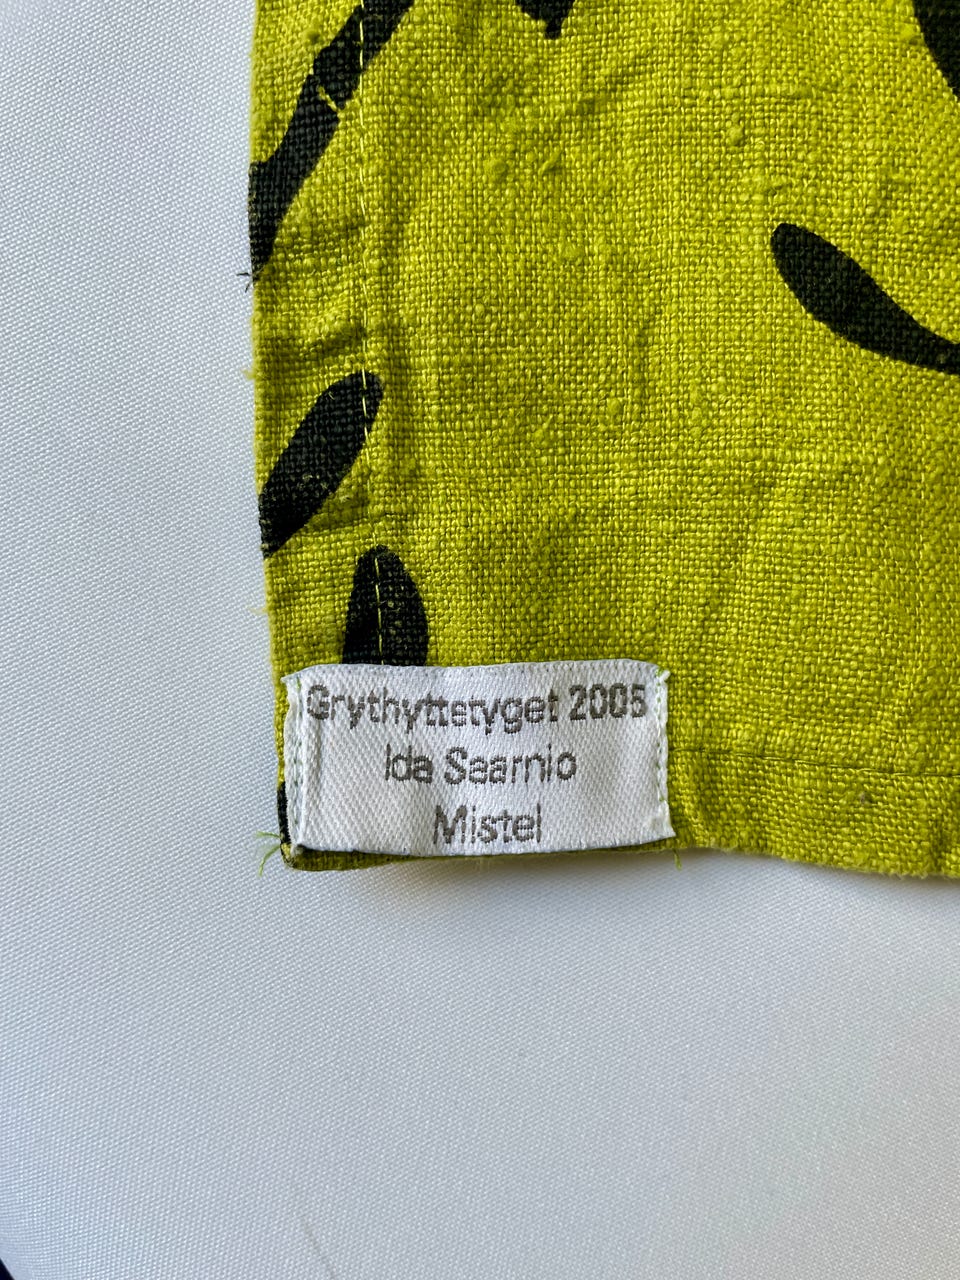 Grythyttetyget 2005
Ida Saarnio
Mistel